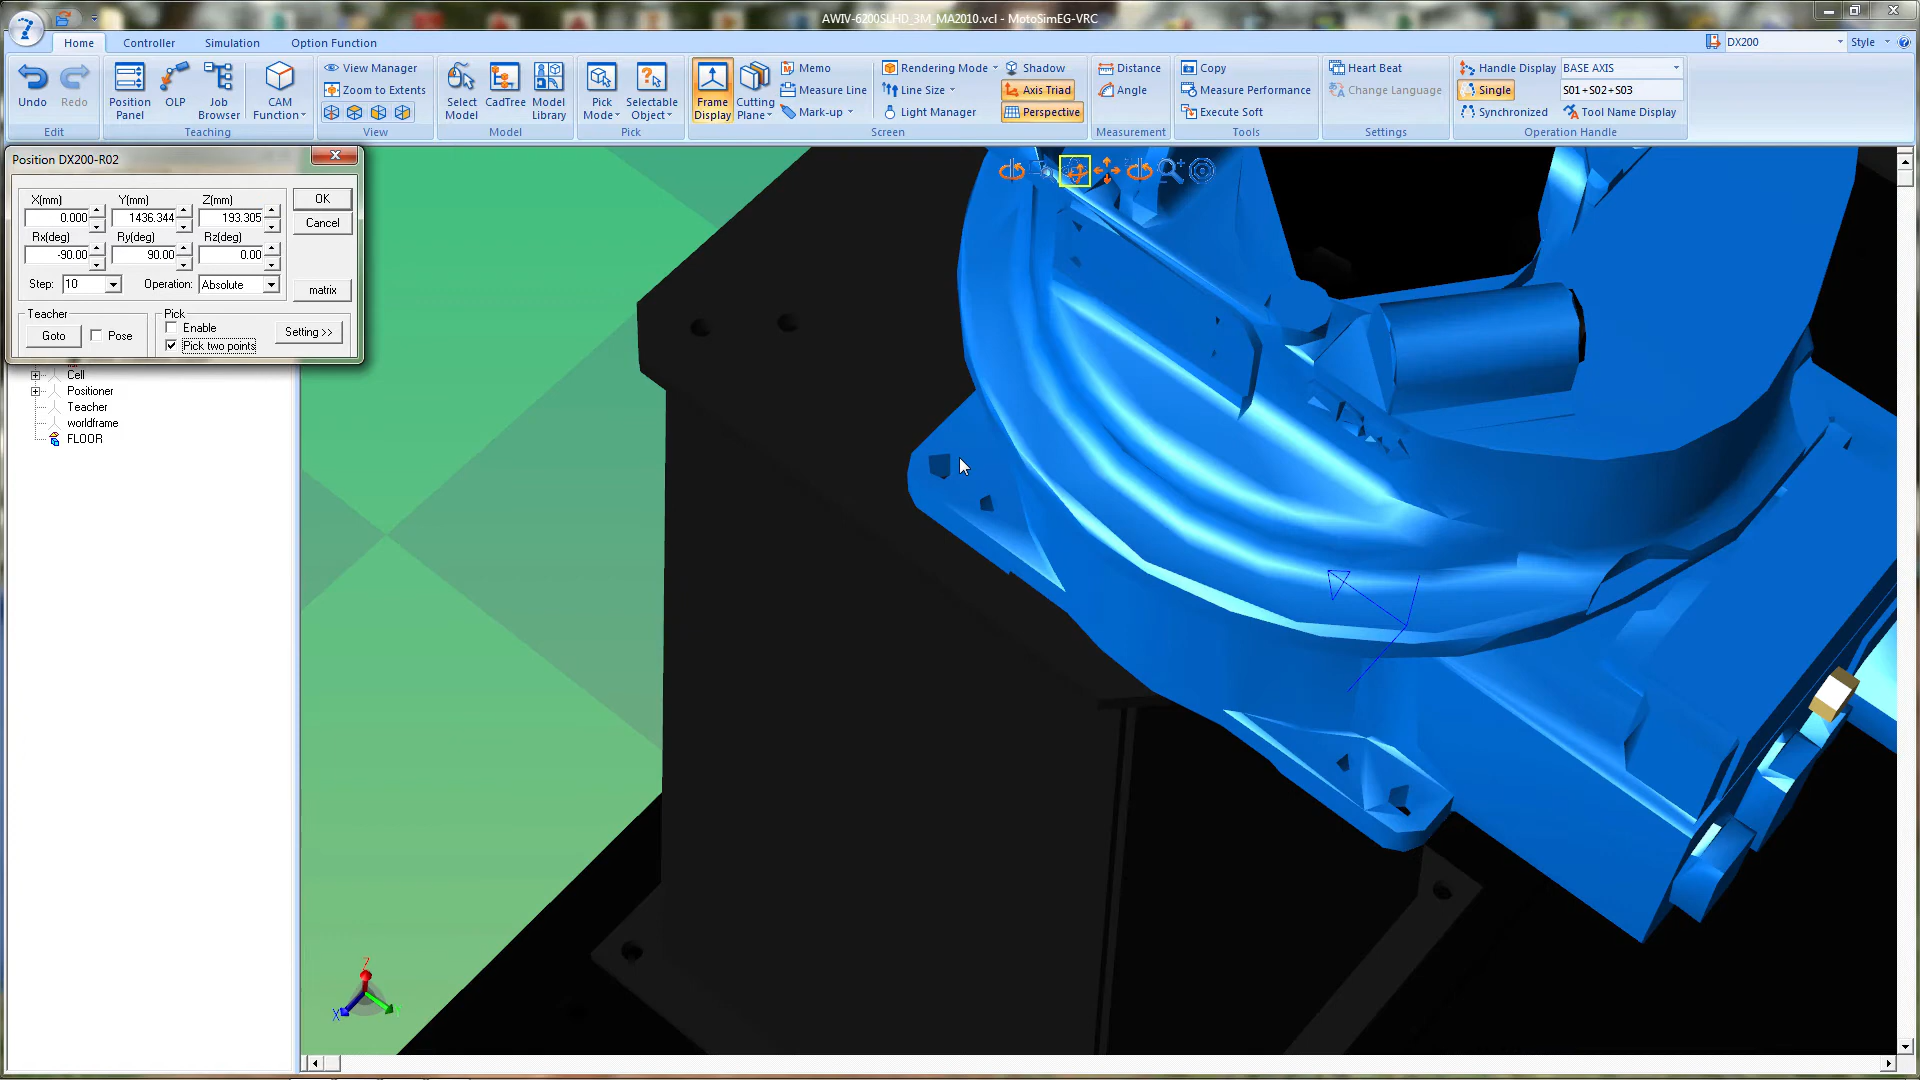 AWIV-6200SLHD_3M_MA2010.vcl - MotoSimEG-VRC
Home Controller Simulation Option Function
DX200 Style
Undo Redo Position Panel OLP Job Browser CAM Function
View Manager
Zoom to Extents
Select Model CadTree Model Library Pick Mode Selectable Object Frame Display Cutting Plane
Memo
Measure Line
Mark-up
Rendering Mode
Line Size
Light Manager
Shadow
Axis Triad
Perspective
Distance
Angle
Copy
Measure Performance
Execute Soft
Heart Beat
Change Language
Handle Display BASE AXIS
Single S01+S02+S03
Synchronized Tool Name Display
Edit Teaching View Model Pick Screen Measurement Tools Settings Operation Handle
Position DX200-R02
X(mm) Y(mm) Z(mm)
0.000 1436.344 193.305
Rx(deg) Ry(deg) Rz(deg)
-90.00 90.00 0.00
Step: 10 Operation: Absolute
OK
Cancel
matrix
Teacher
Goto Pose
Pick
Enable
Pick two points
Setting >>
Cell
Positioner
Teacher
worldframe
FLOOR
Z
X